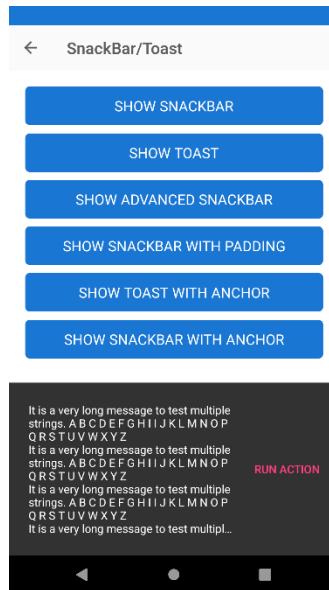 SnackBar/Toast
SHOW SNACKBAR
SHOW TOAST
SHOW ADVANCED SNACKBAR
SHOW SNACKBAR WITH PADDING
SHOW TOAST WITH ANCHOR
SHOW SNACKBAR WITH ANCHOR
It is a very long message to test multiple
strings. A B C D E F G H I I J K L M N O P
Q R S T U V W X Y Z
It is a very long message to test multiple
strings. A B C D E F G H I I J K L M N O P
Q R S T U V W X Y Z
It is a very long message to test multiple
strings. A B C D E F G H I I J K L M N O P
Q R S T U V W X Y Z
It is a very long message to test multipl...
RUN ACTION